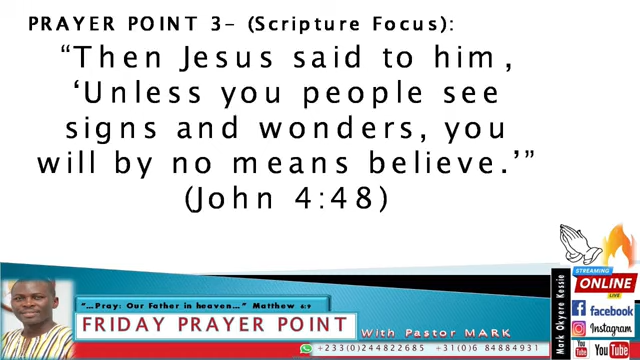 PRAYER POINT 3- (Scripture Focus):
“Then Jesus said to him,
‘Unless you people see
signs and wonders, you
will by no means believe.’”
(John 4:48)
“…Pray: Our Father in heaven…” Matthew 6:9
FRIDAY PRAYER POINT
With Pastor MARK
+233(0)244822685 +31(0)6 84884931
Mark Okyere Kessie
STREAMING
ONLINE
LIVE
facebook
Instagram
You
Tube
YouTube